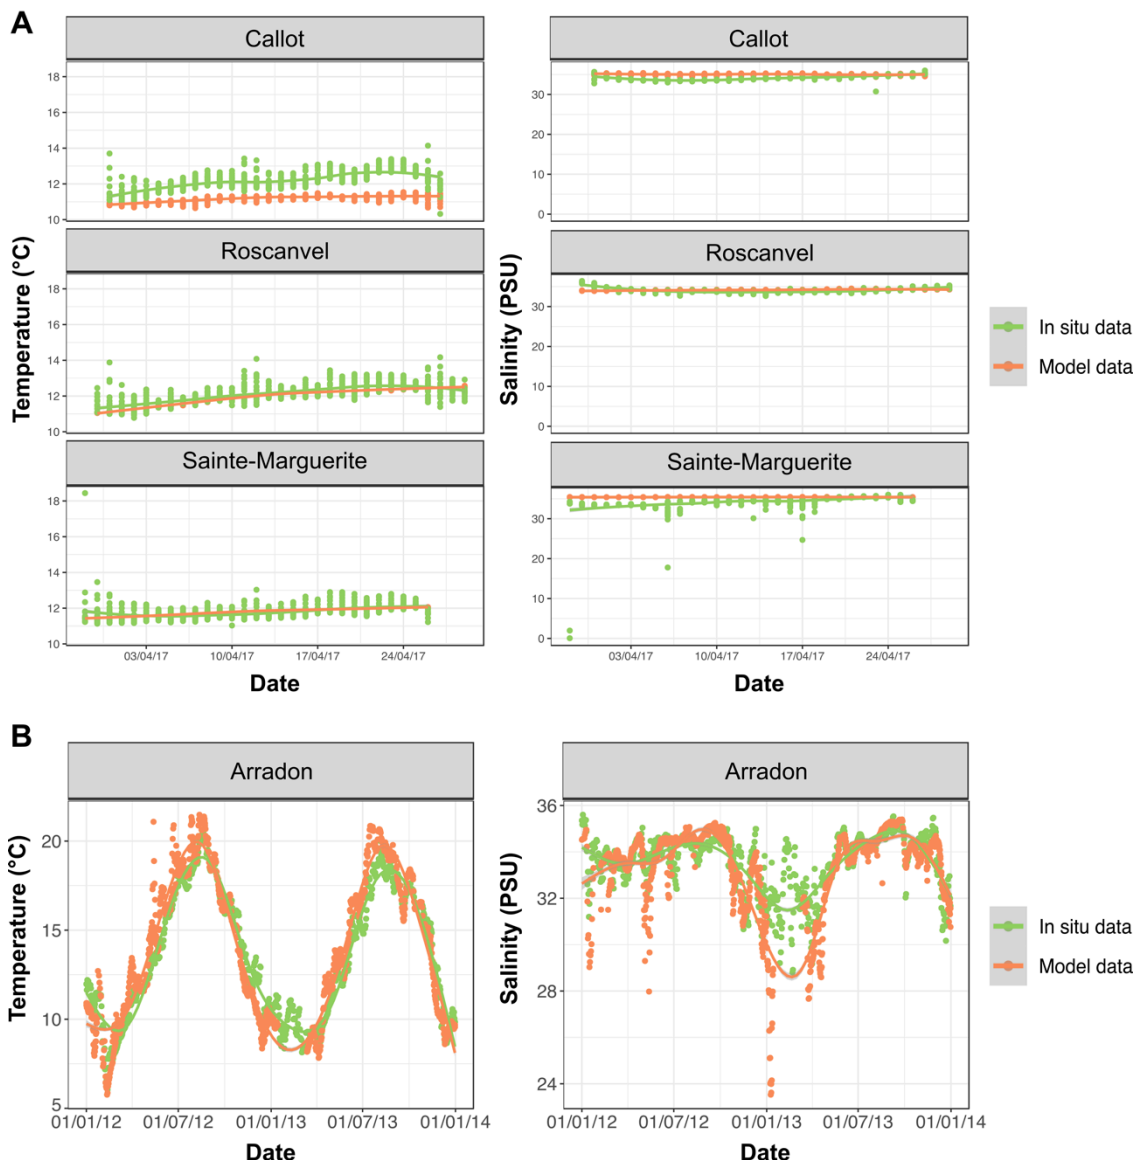 A
Callot
Callot
18
16
14
12
10
30
20
10
0
Temperature (°C)
Salinity (PSU)
Roscanvel
Roscanvel
18
16
14
12
10
30
20
10
0
In situ data
Model data
Sainte-Marguerite
Sainte-Marguerite
18
16
14
12
10
30
20
10
0
03/04/17 10/04/17 17/04/17 24/04/17
03/04/17 10/04/17 17/04/17 24/04/17
Date
Date
B
Arradon
Arradon
20
15
10
5
36
32
28
24
Temperature (°C)
Salinity (PSU)
In situ data
Model data
01/01/12 01/07/12 01/01/13 01/07/13 01/01/14
01/01/12 01/07/12 01/01/13 01/07/13 01/01/14
Date
Date